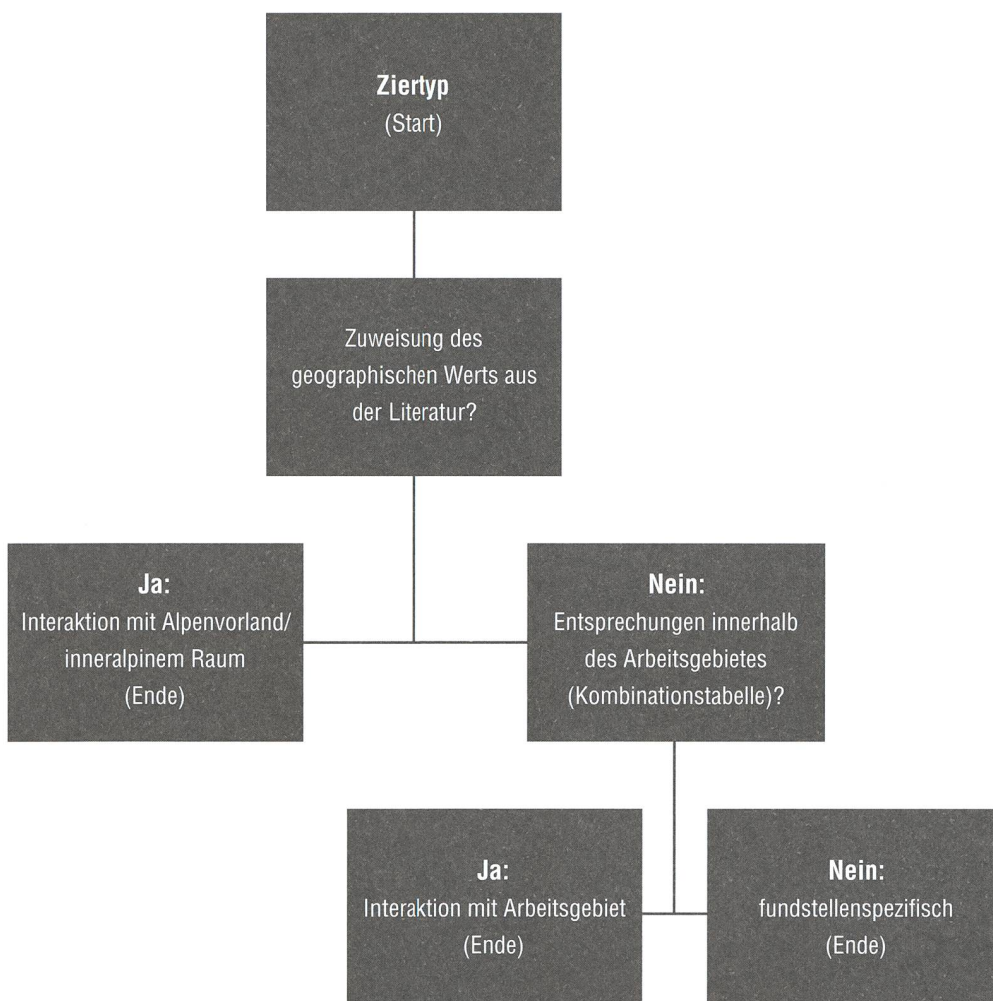 Ziertyp
(Start)
Zuweisung des
geographischen Werts aus
der Literatur?
Ja:
Interaktion mit Alpenvorland/
inneralpinem Raum
(Ende)
Nein:
Entsprechungen innerhalb
des Arbeitsgebietes
(Kombinationstabelle)?
Ja:
Interaktion mit Arbeitsgebiet
(Ende)
Nein:
fundstellenspezifisch
(Ende)